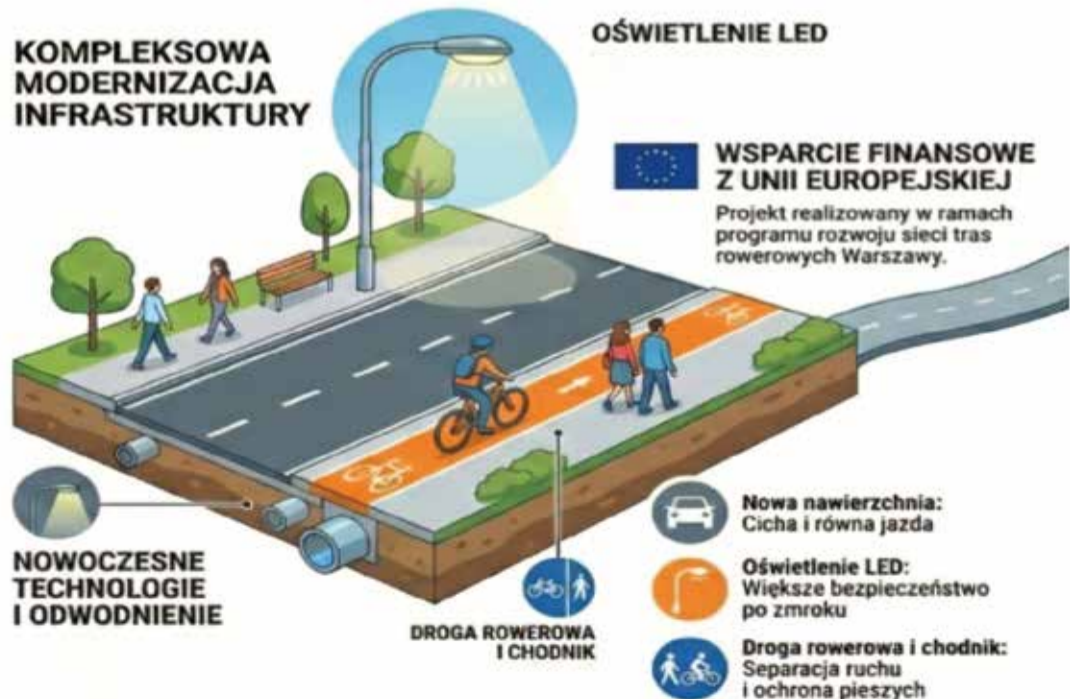 KOMPLEKSOWA
MODERNIZACJA
INFRASTRUKTURY
OŚWIETLENIE LED
WSPARCIE FINANSOWE
Z UNII EUROPEJSKIEJ
Projekt realizowany w ramach
programu rozwoju sieci tras
rowerowych Warszawy.
NOWOCZESNE
TECHNOLOGIE
I ODWODNIENIE
DROGA ROWEROWA
I CHODNIK
Nowa nawierzchnia:
Cicha i równa jazda
Oświetlenie LED:
Większe bezpieczeństwo
po zmroku
Droga rowerowa i chodnik:
Separacja ruchu
i ochrona pieszych